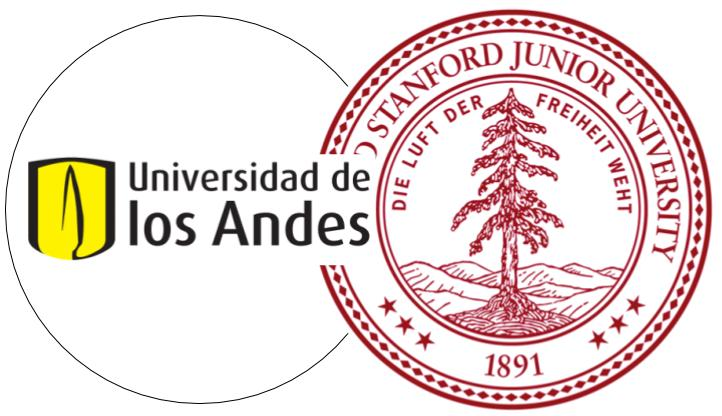 Universidad de
los Andes
STANFORD JUNIOR UNIVERSITY
DIE LUFT DER FREIHEIT WEHT
1891